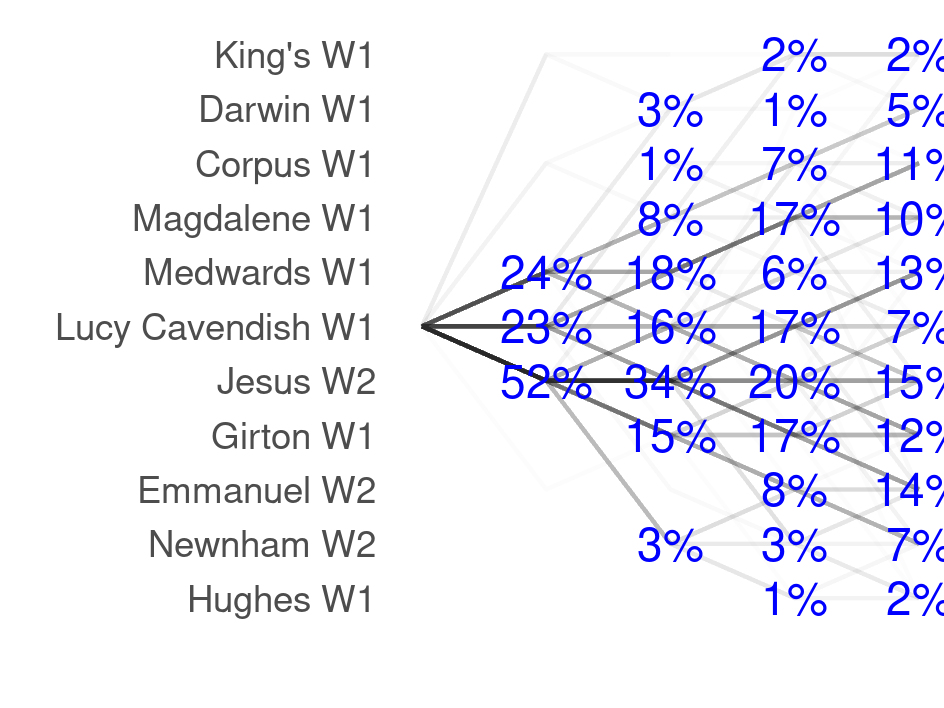 King's W1 2% 2%
Darwin W1 3% 1% 5%
Corpus W1 1% 7% 11%
Magdalene W1 8% 17% 10%
Medwards W1 24% 18% 6% 13%
Lucy Cavendish W1 23% 16% 17% 7%
Jesus W2 52% 34% 20% 15%
Girton W1 15% 17% 12%
Emmanuel W2 8% 14%
Newnham W2 3% 3% 7%
Hughes W1 1% 2%